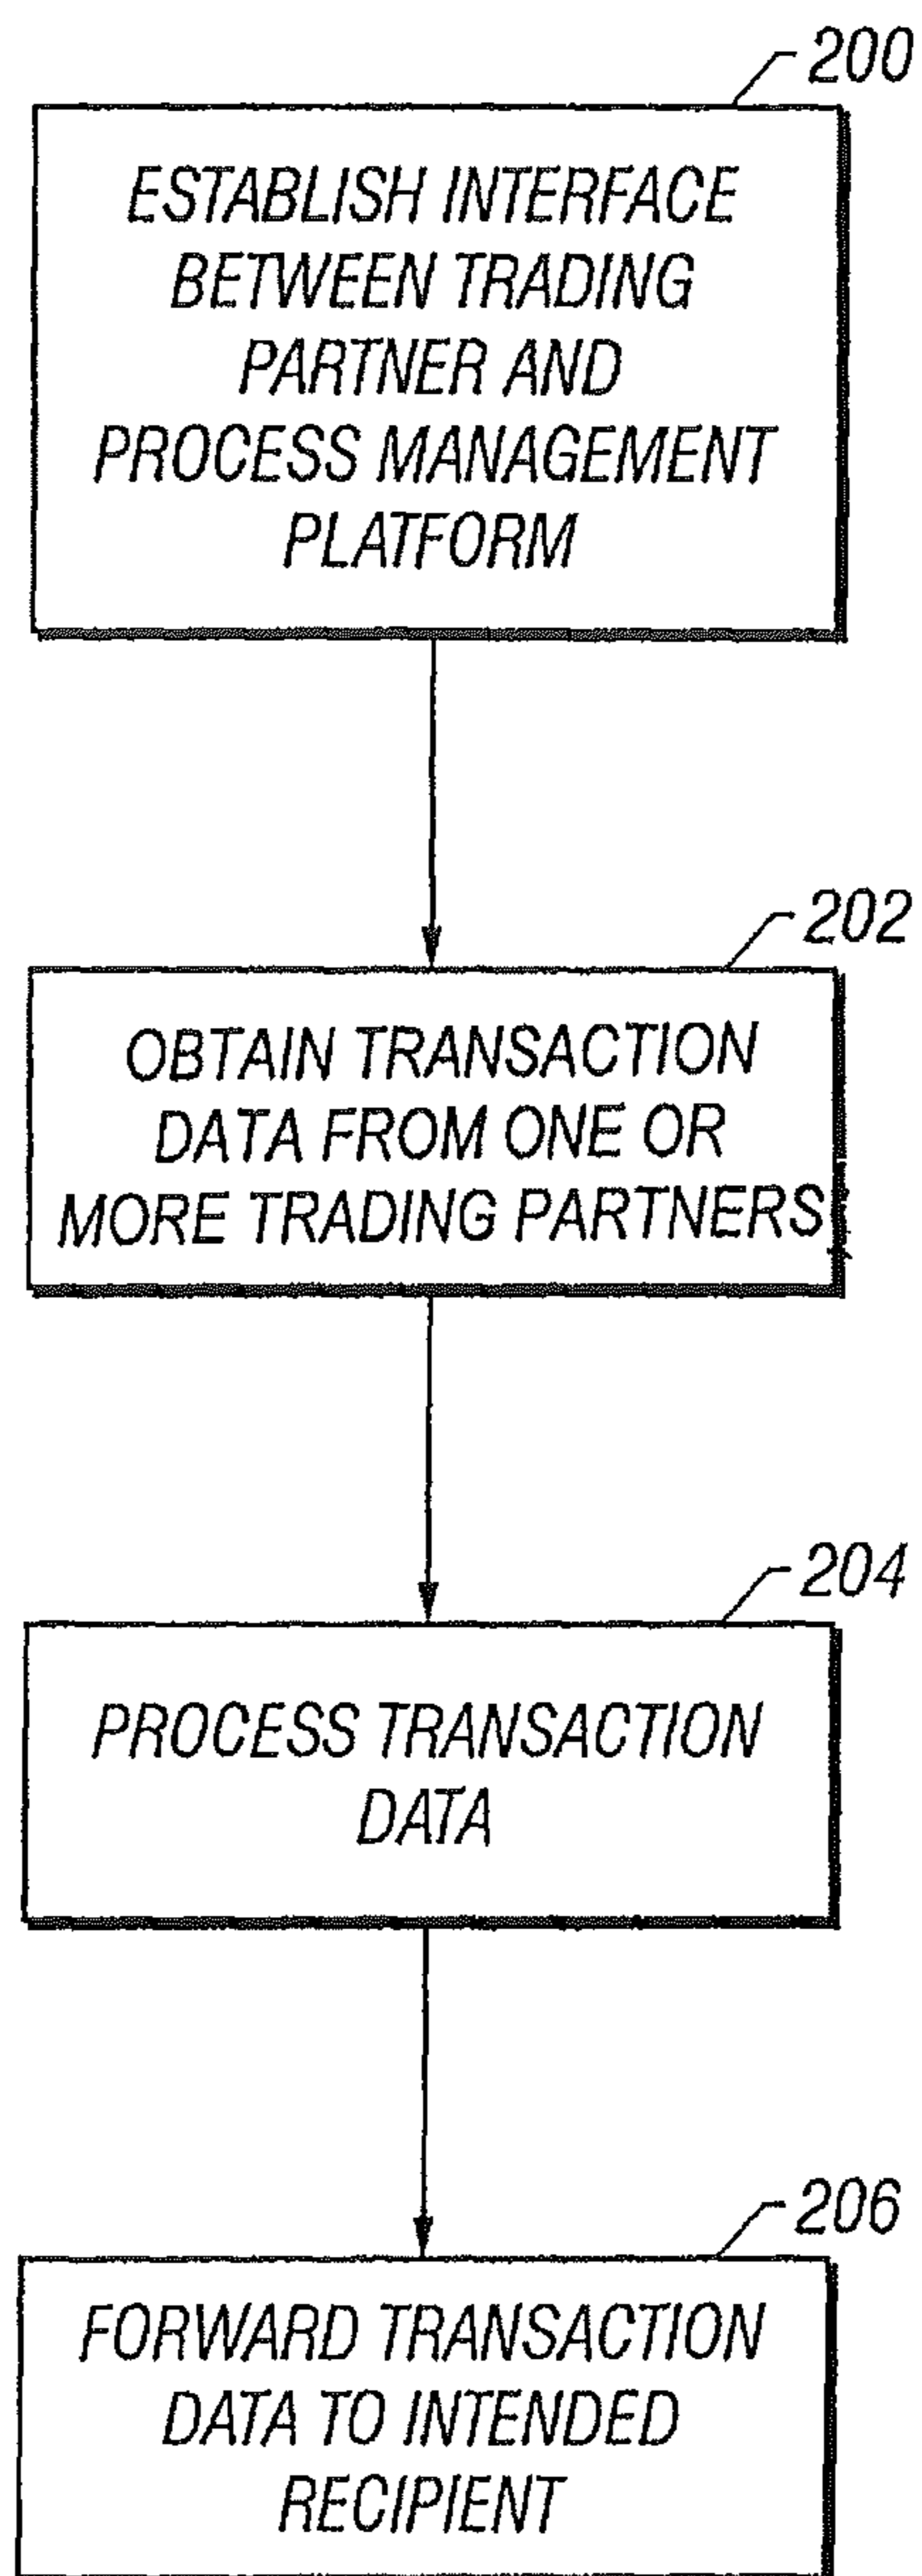 200
ESTABLISH INTERFACE
BETWEEN TRADING
PARTNER AND
PROCESS MANAGEMENT
PLATFORM
202
OBTAIN TRANSACTION
DATA FROM ONE OR
MORE TRADING PARTNERS
204
PROCESS TRANSACTION
DATA
206
FORWARD TRANSACTION
DATA TO INTENDED
RECIPIENT